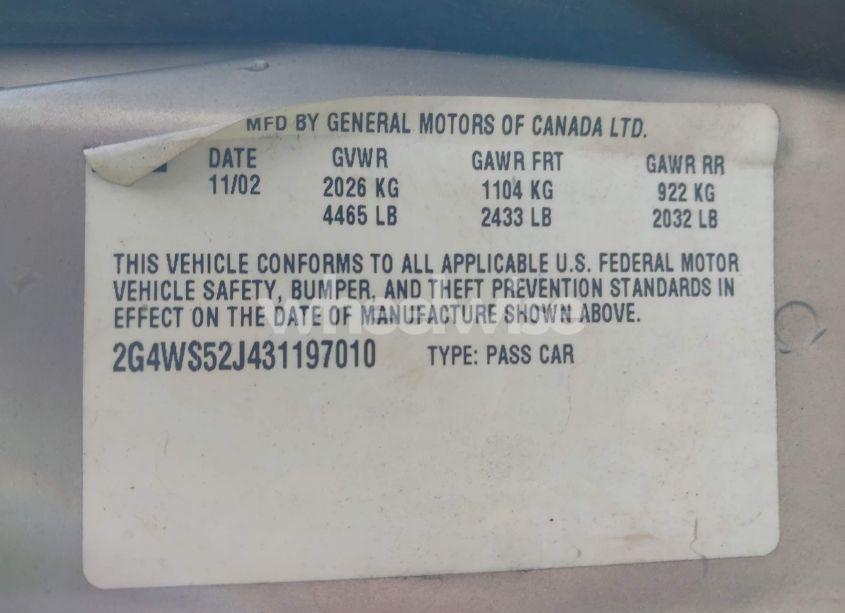 MFD BY GENERAL MOTORS OF CANADA LTD.
DATE GVWR GAWR FRT GAWR RR
11/02 2026 KG 1104 KG 922 KG
4465 LB 2433 LB 2032 LB
THIS VEHICLE CONFORMS TO ALL APPLICABLE U.S. FEDERAL MOTOR
VEHICLE SAFETY, BUMPER, AND THEFT PREVENTION STANDARDS IN
EFFECT ON THE DATE OF MANUFACTURE SHOWN ABOVE.
wheelwise
2G4WS52J431197010 TYPE: PASS CAR